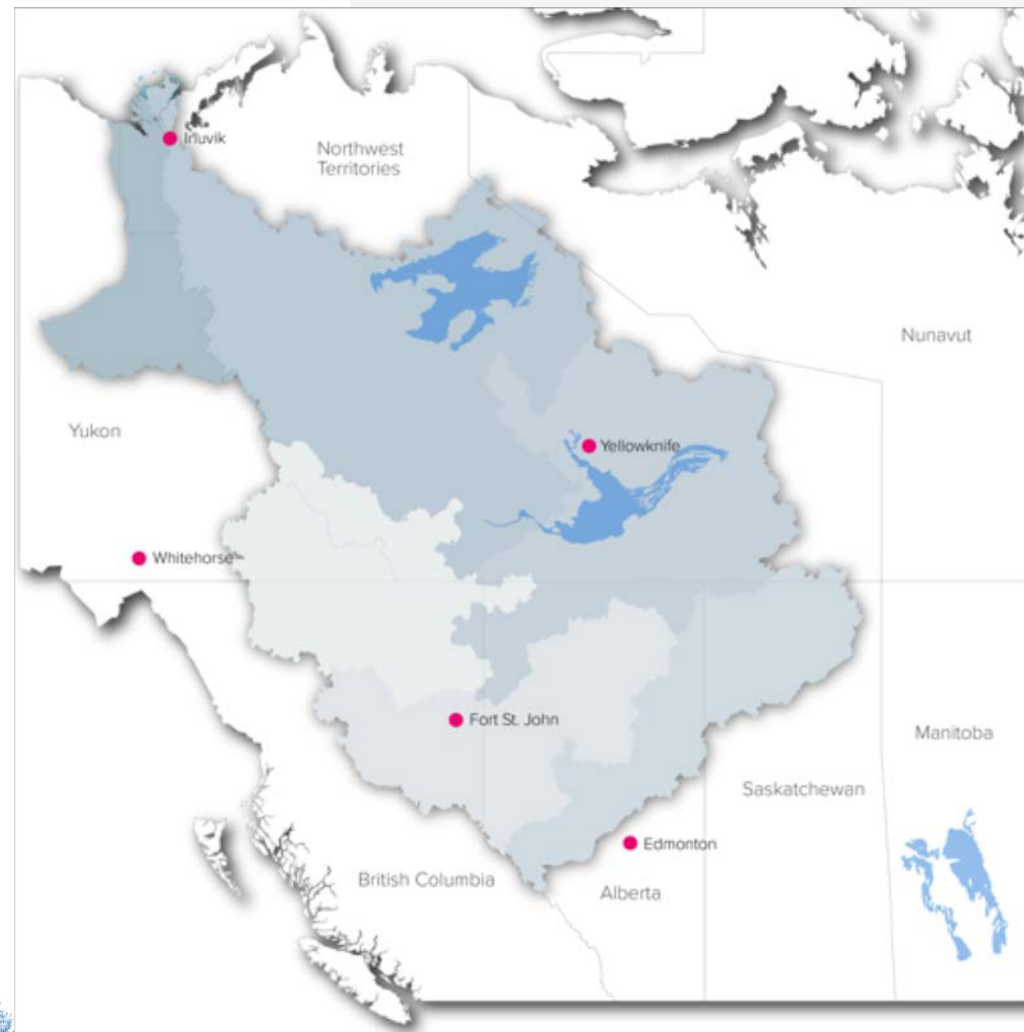 Inuvik
Northwest
Territories
Nunavut
Yukon
Yellowknife
Whitehorse
Fort St. John
Manitoba
Saskatchewan
Edmonton
British Columbia
Alberta